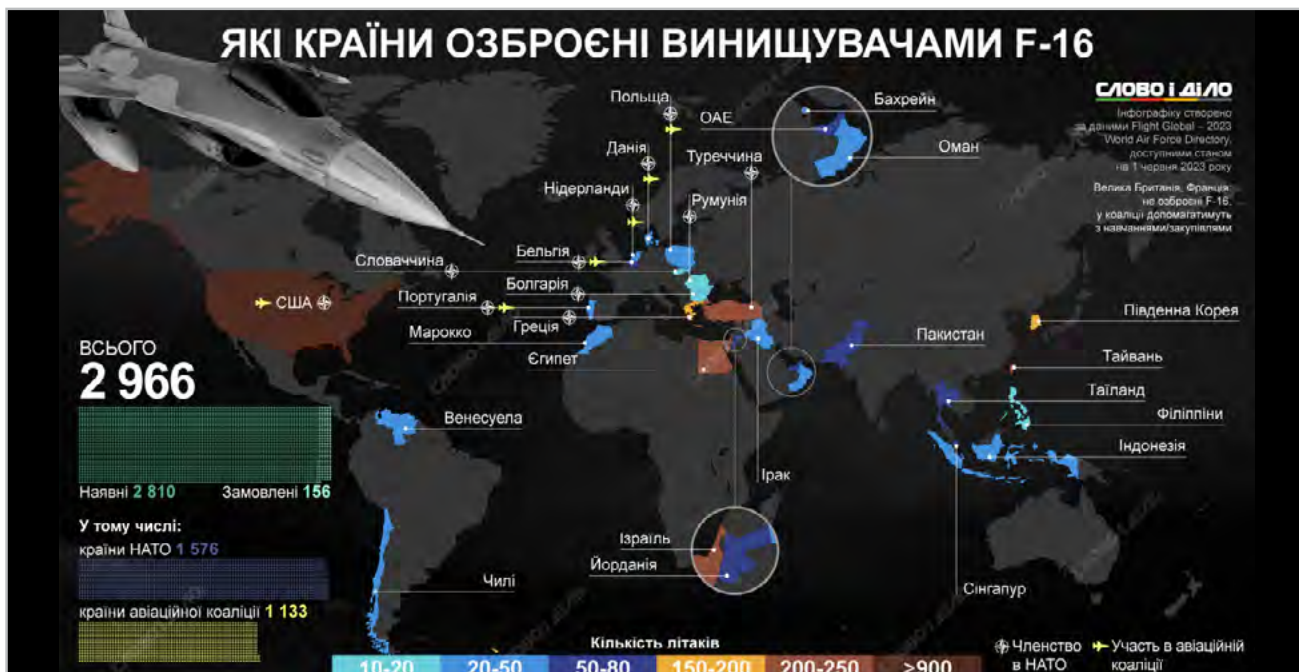 ЯКІ КРАЇНИ ОЗБРОЄНІ ВИНИЩУВАЧАМИ F-16
СЛОВО і ДіЛО
Інфографіку створено
за даними Flight Global – 2023
World Air Force Directory,
доступними станом
на 1 червня 2023 року
Велика Британія, Франція
не озброєні F-16,
у коаліції допомагатимуть
з навчаннями/закупівлями
Польща
ОАЕ
Бахрейн
Данія
Туреччина
Оман
Нідерланди
Румунія
Бельгія
Словаччина
Болгарія
США
Португалія
Греція
Марокко
Єгипет
Пакистан
Південна Корея
Тайвань
Таїланд
Філіппіни
Індонезія
Венесуела
Ірак
Ізраїль
Йорданія
Чилі
Сінгапур
ВСЬОГО
2 966
Наявні 2 810 Замовлені 156
У тому числі:
країни НАТО 1 576
країни авіаційної коаліції 1 133
Кількість літаків
10-20 20-50 50-80 150-200 200-250 >900
Членство
в НАТО
Участь в авіаційній
коаліції